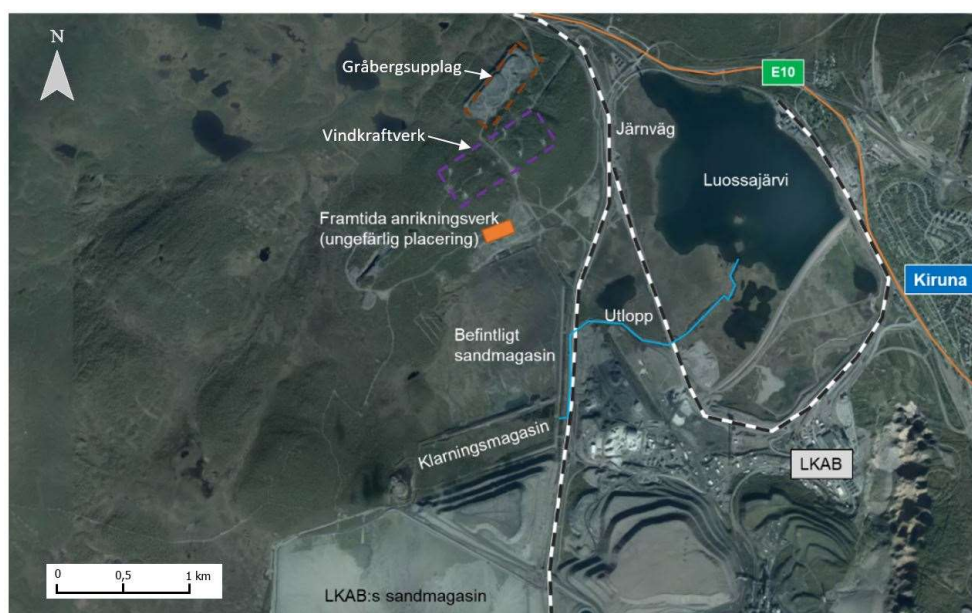 N
Gråbergsupplag
E10
Vindkraftverk
Järnväg
Luossajärvi
Framtida anrikningsverk
(ungefärlig placering)
Kiruna
Utlopp
Befintligt
sandmagasin
Klarningsmagasin
LKAB
0 0,5 1 km
LKAB:s sandmagasin